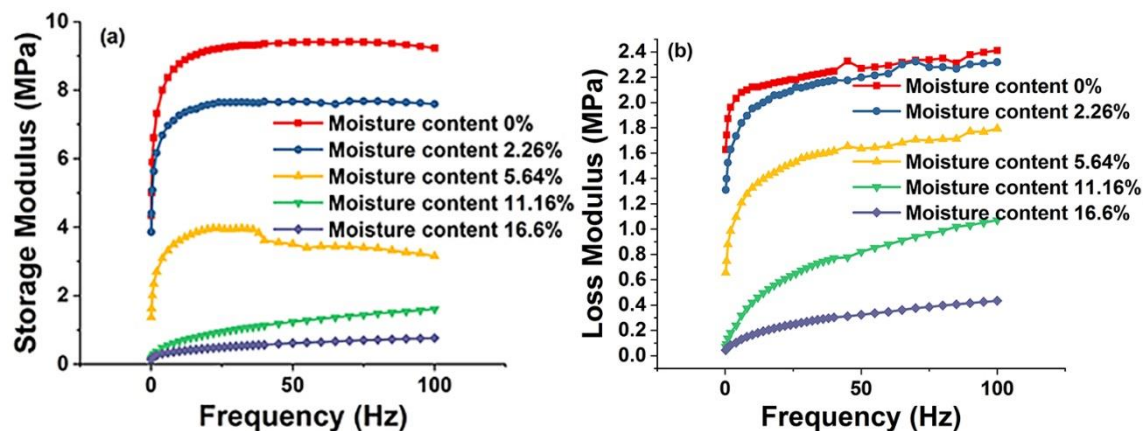 (a)
Storage Modulus (MPa)
10
8
6
4
2
0
Moisture content 0%
Moisture content 2.26%
Moisture content 5.64%
Moisture content 11.16%
Moisture content 16.6%
0
50
100
Frequency (Hz)
(b)
Loss Modulus (MPa)
2.4
2.2
2.0
1.8
1.6
1.4
1.2
1.0
0.8
0.6
0.4
0.2
0.0
Moisture content 0%
Moisture content 2.26%
Moisture content 5.64%
Moisture content 11.16%
Moisture content 16.6%
0
50
100
Frequency (Hz)